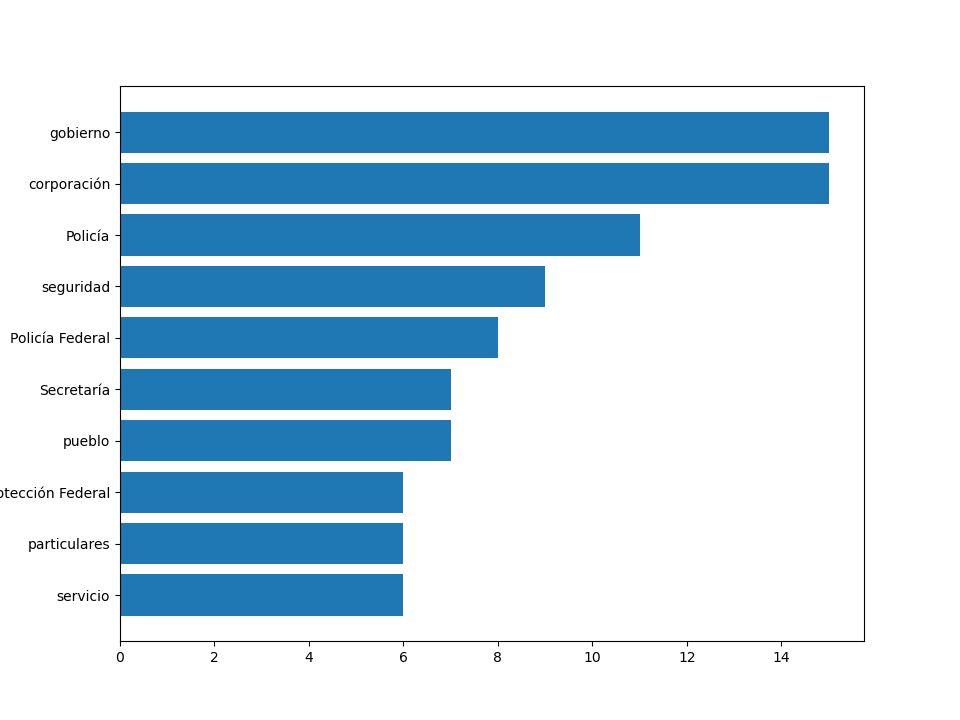 gobierno
corporación
Policía
seguridad
Policía Federal
Secretaría
pueblo
otección Federal
particulares
servicio
0 2 4 6 8 10 12 14